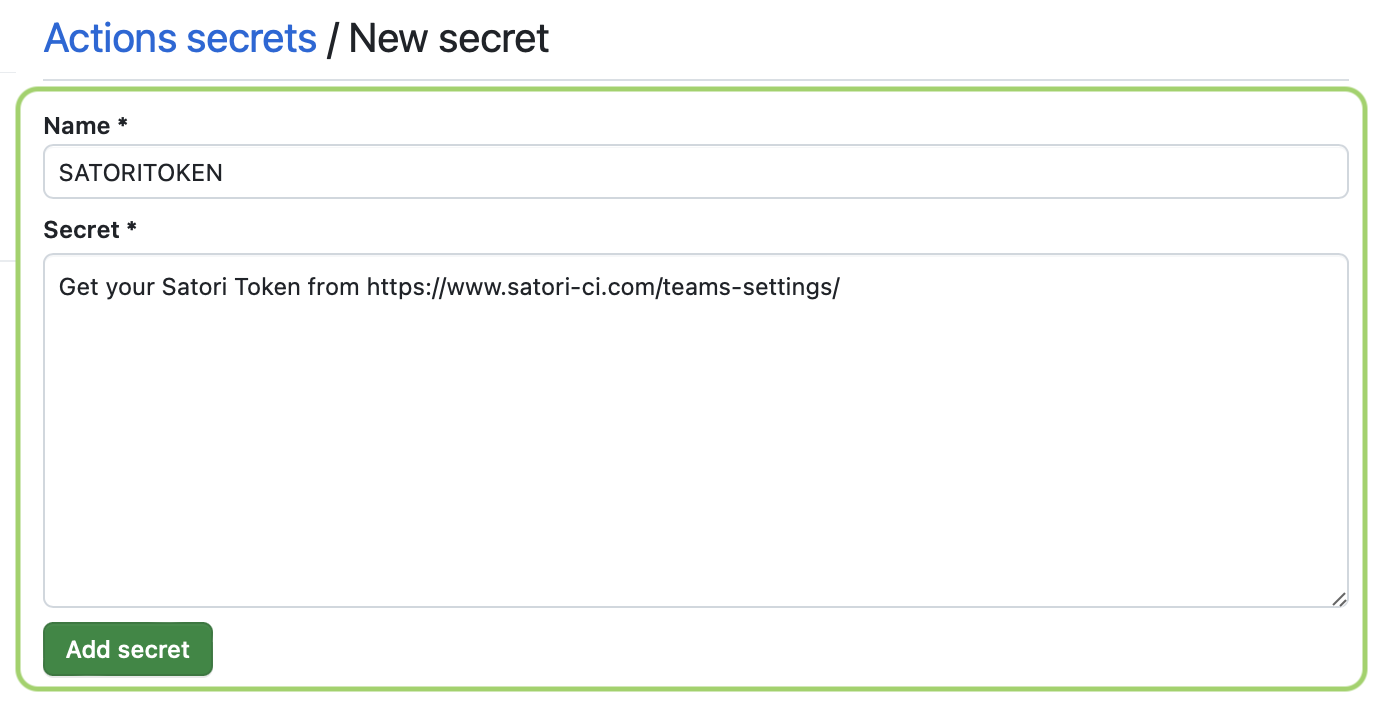 Actions secrets / New secret
Name *
SATORITOKEN
Secret *
Get your Satori Token from https://www.satori-ci.com/teams-settings/
Add secret